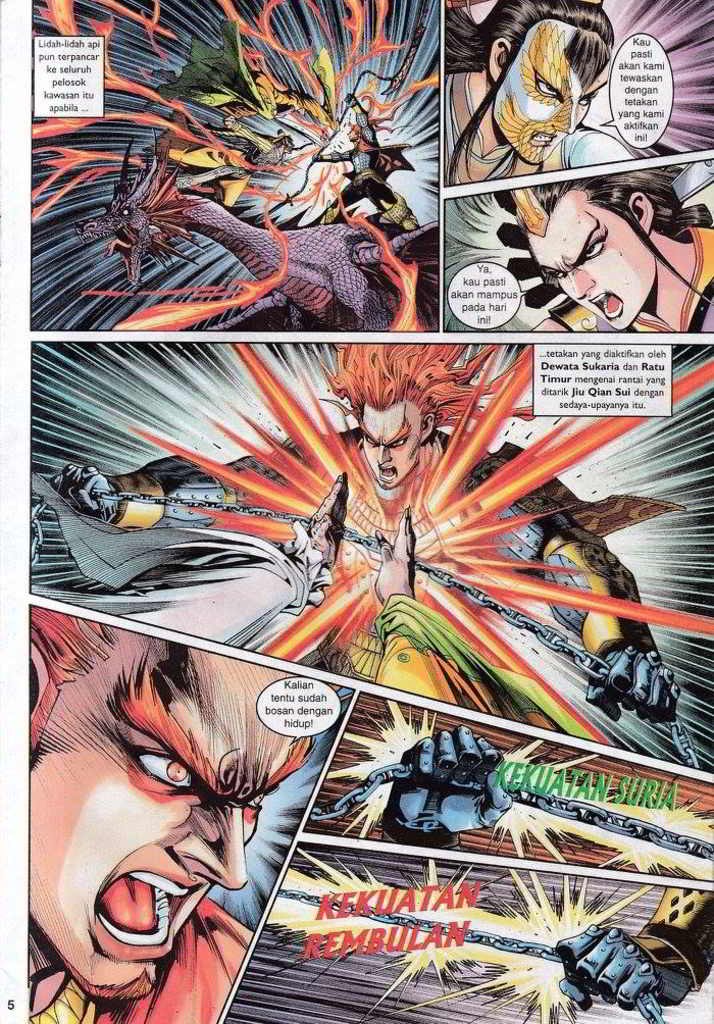 Lidah-lidah api
pun terpancar
ke seluruh
pelosok
kawasan itu
apabila ...
Kau
pasti
akan kami
tewaskan
dengan
tetakan
yang kami
aktifkan
ini!
Ya,
kau pasti
akan mampus
pada hari
ini!
...tetakan yang diaktifkan oleh
Dewata Sukaria dan Ratu
Timur mengenai rantai yang
ditarik Jiu Qian Sui dengan
sedaya-upayanya itu.
Kalian
tentu sudah
bosan dengan
hidup!
KEKUATAN SURIA
KEKUATAN
REMBULAN
5